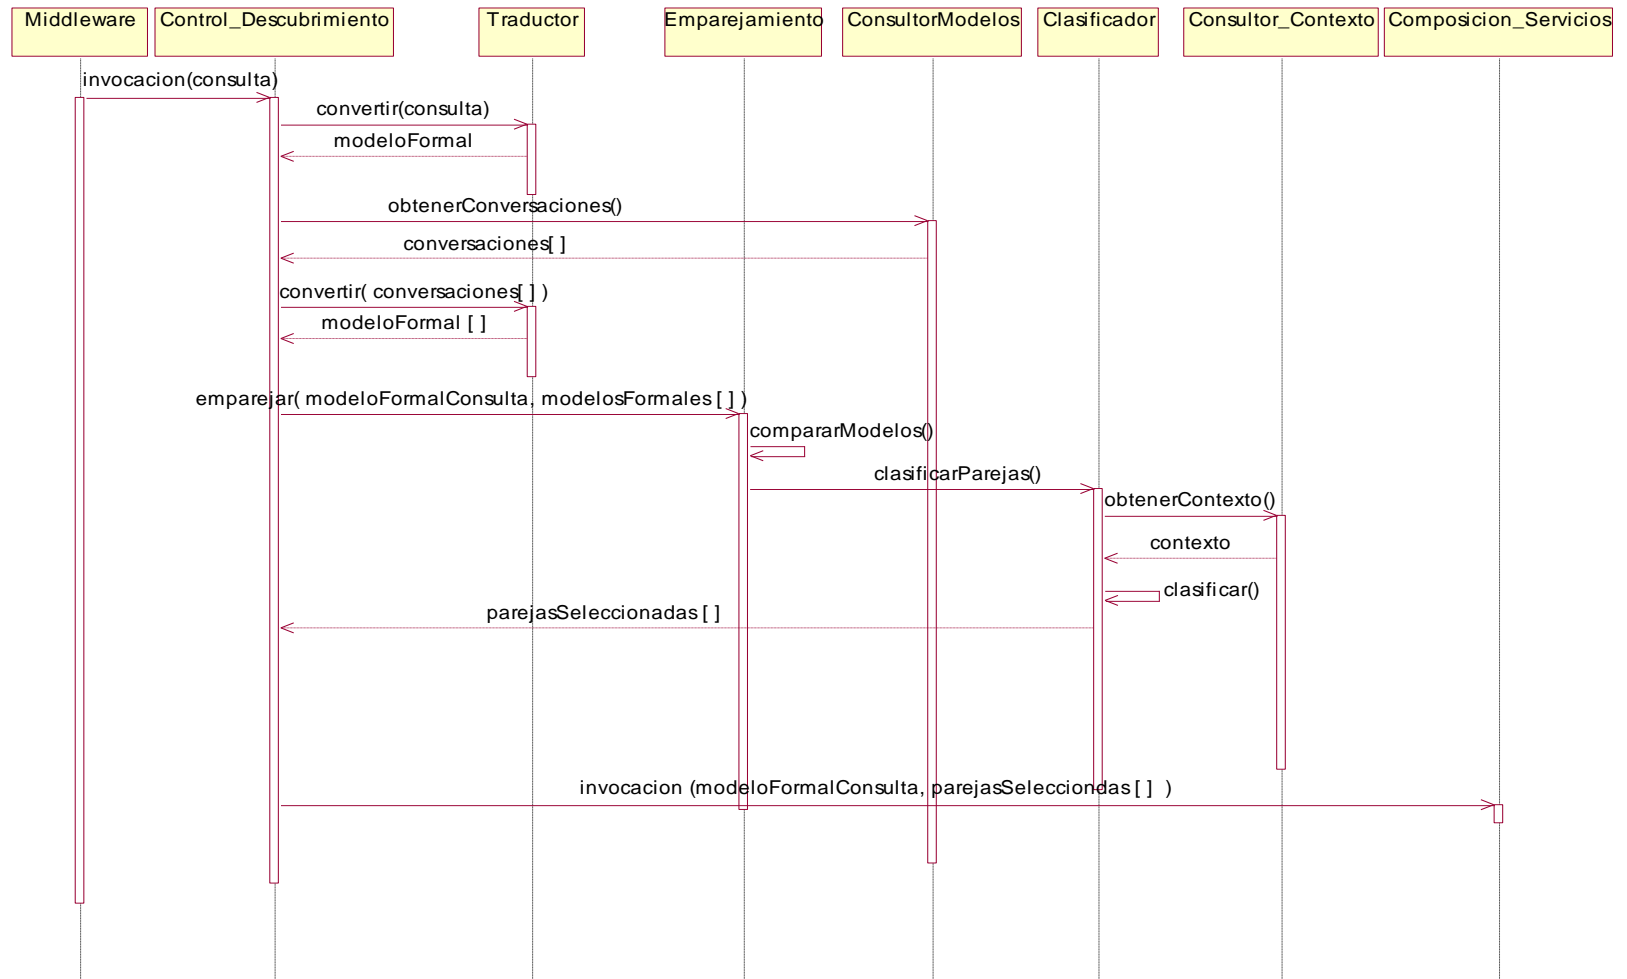 Middleware
Control_Descubrimiento
Traductor
Emparejamiento
ConsultorModelos
Clasificador
Consultor_Contexto
Composicion_Servicios
invocacion(consulta)
convertir(consulta)
modeloFormal
obtenerConversaciones()
conversaciones[ ]
convertir( conversaciones[ ] )
modeloFormal [ ]
emparejar( modeloFormalConsulta, modelosFormales [ ] )
compararModelos()
clasificarParejas()
obtenerContexto()
contexto
clasificar()
parejasSeleccionadas [ ]
invocacion (modeloFormalConsulta, parejasSelecciondas [ ] )